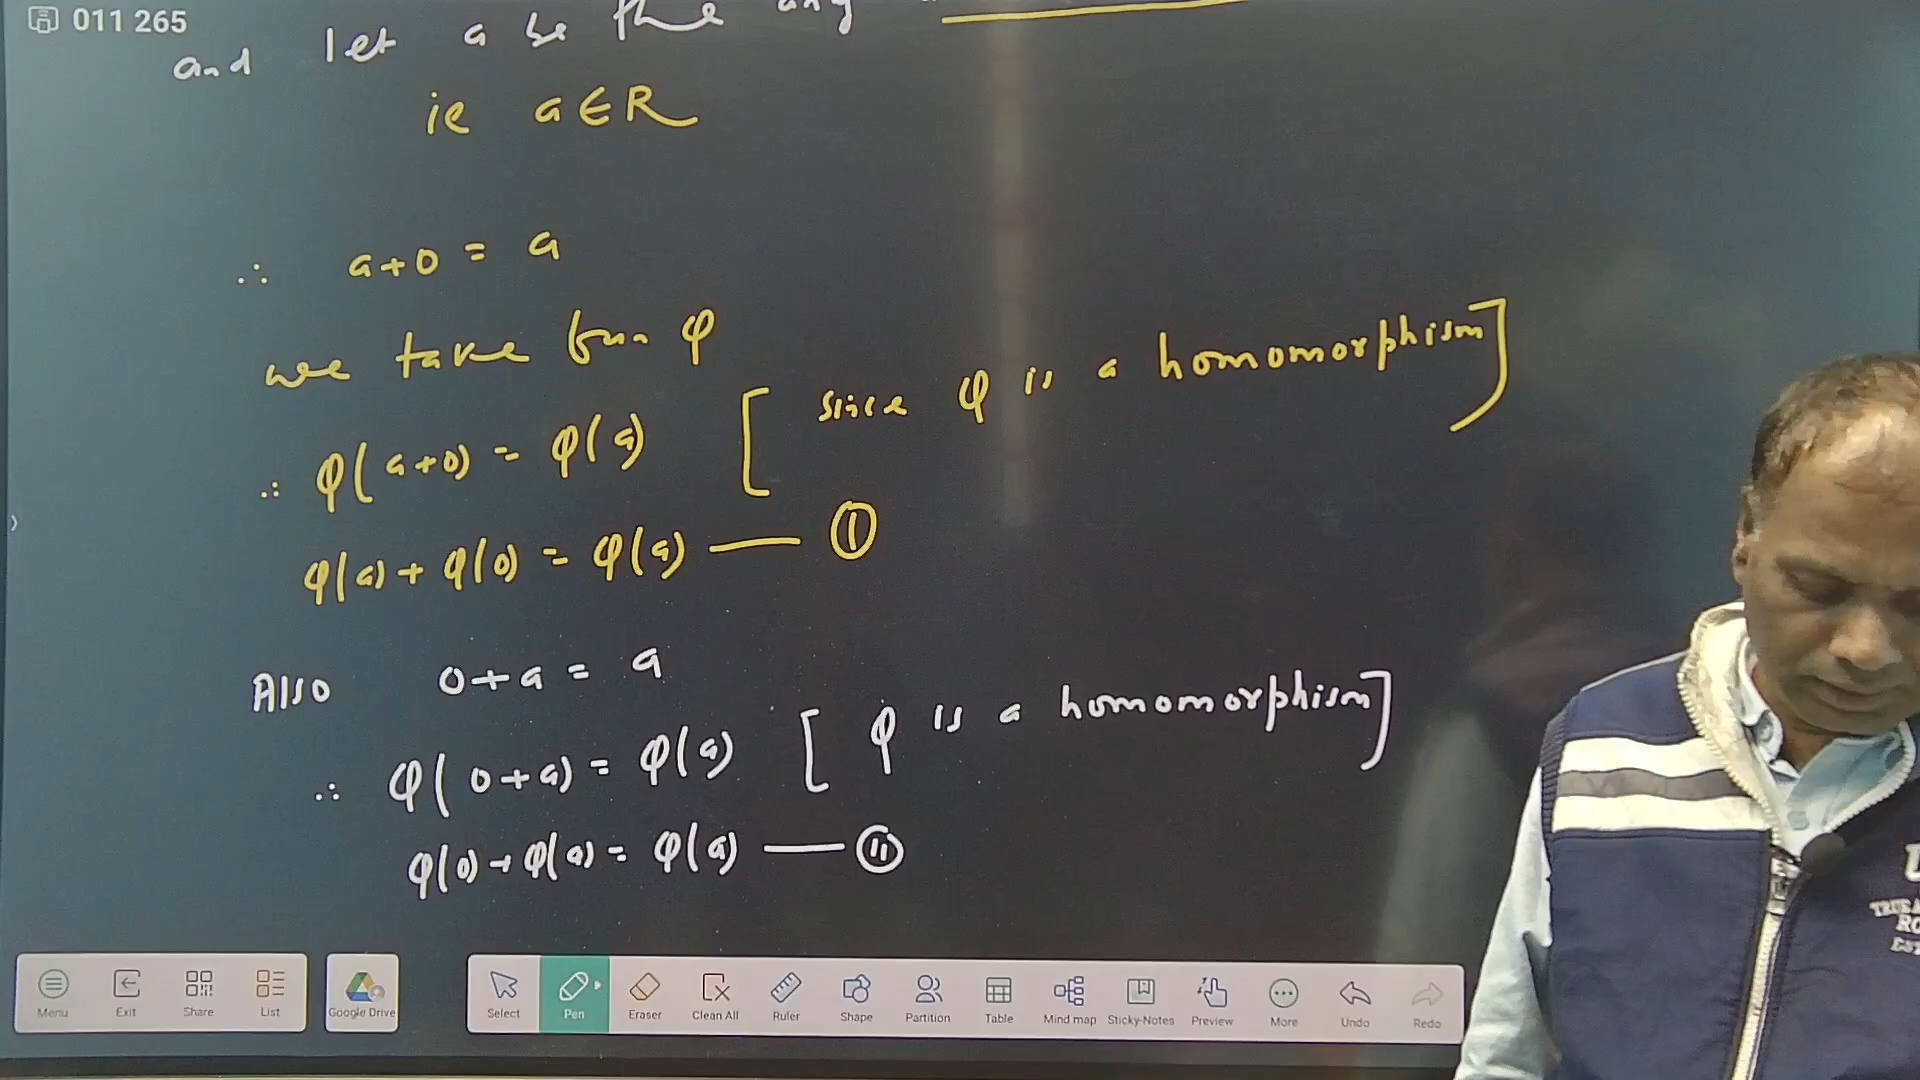 011 265
and let a be the any
ie a ∈ R
∴ a+0 = a
we take fun φ
∴ φ(a+0) = φ(a) [since φ is a homomorphism]
φ(a) + φ(0) = φ(a) — ①
Also 0+a = a
∴ φ(0+a) = φ(a) [φ is a homomorphism]
φ(0) + φ(a) = φ(a) — ⑪
Menu Exit Share List Google Drive Select Pen Eraser Clean All Ruler Shape Partition Table Mind map Sticky-Notes Preview More Undo Redo